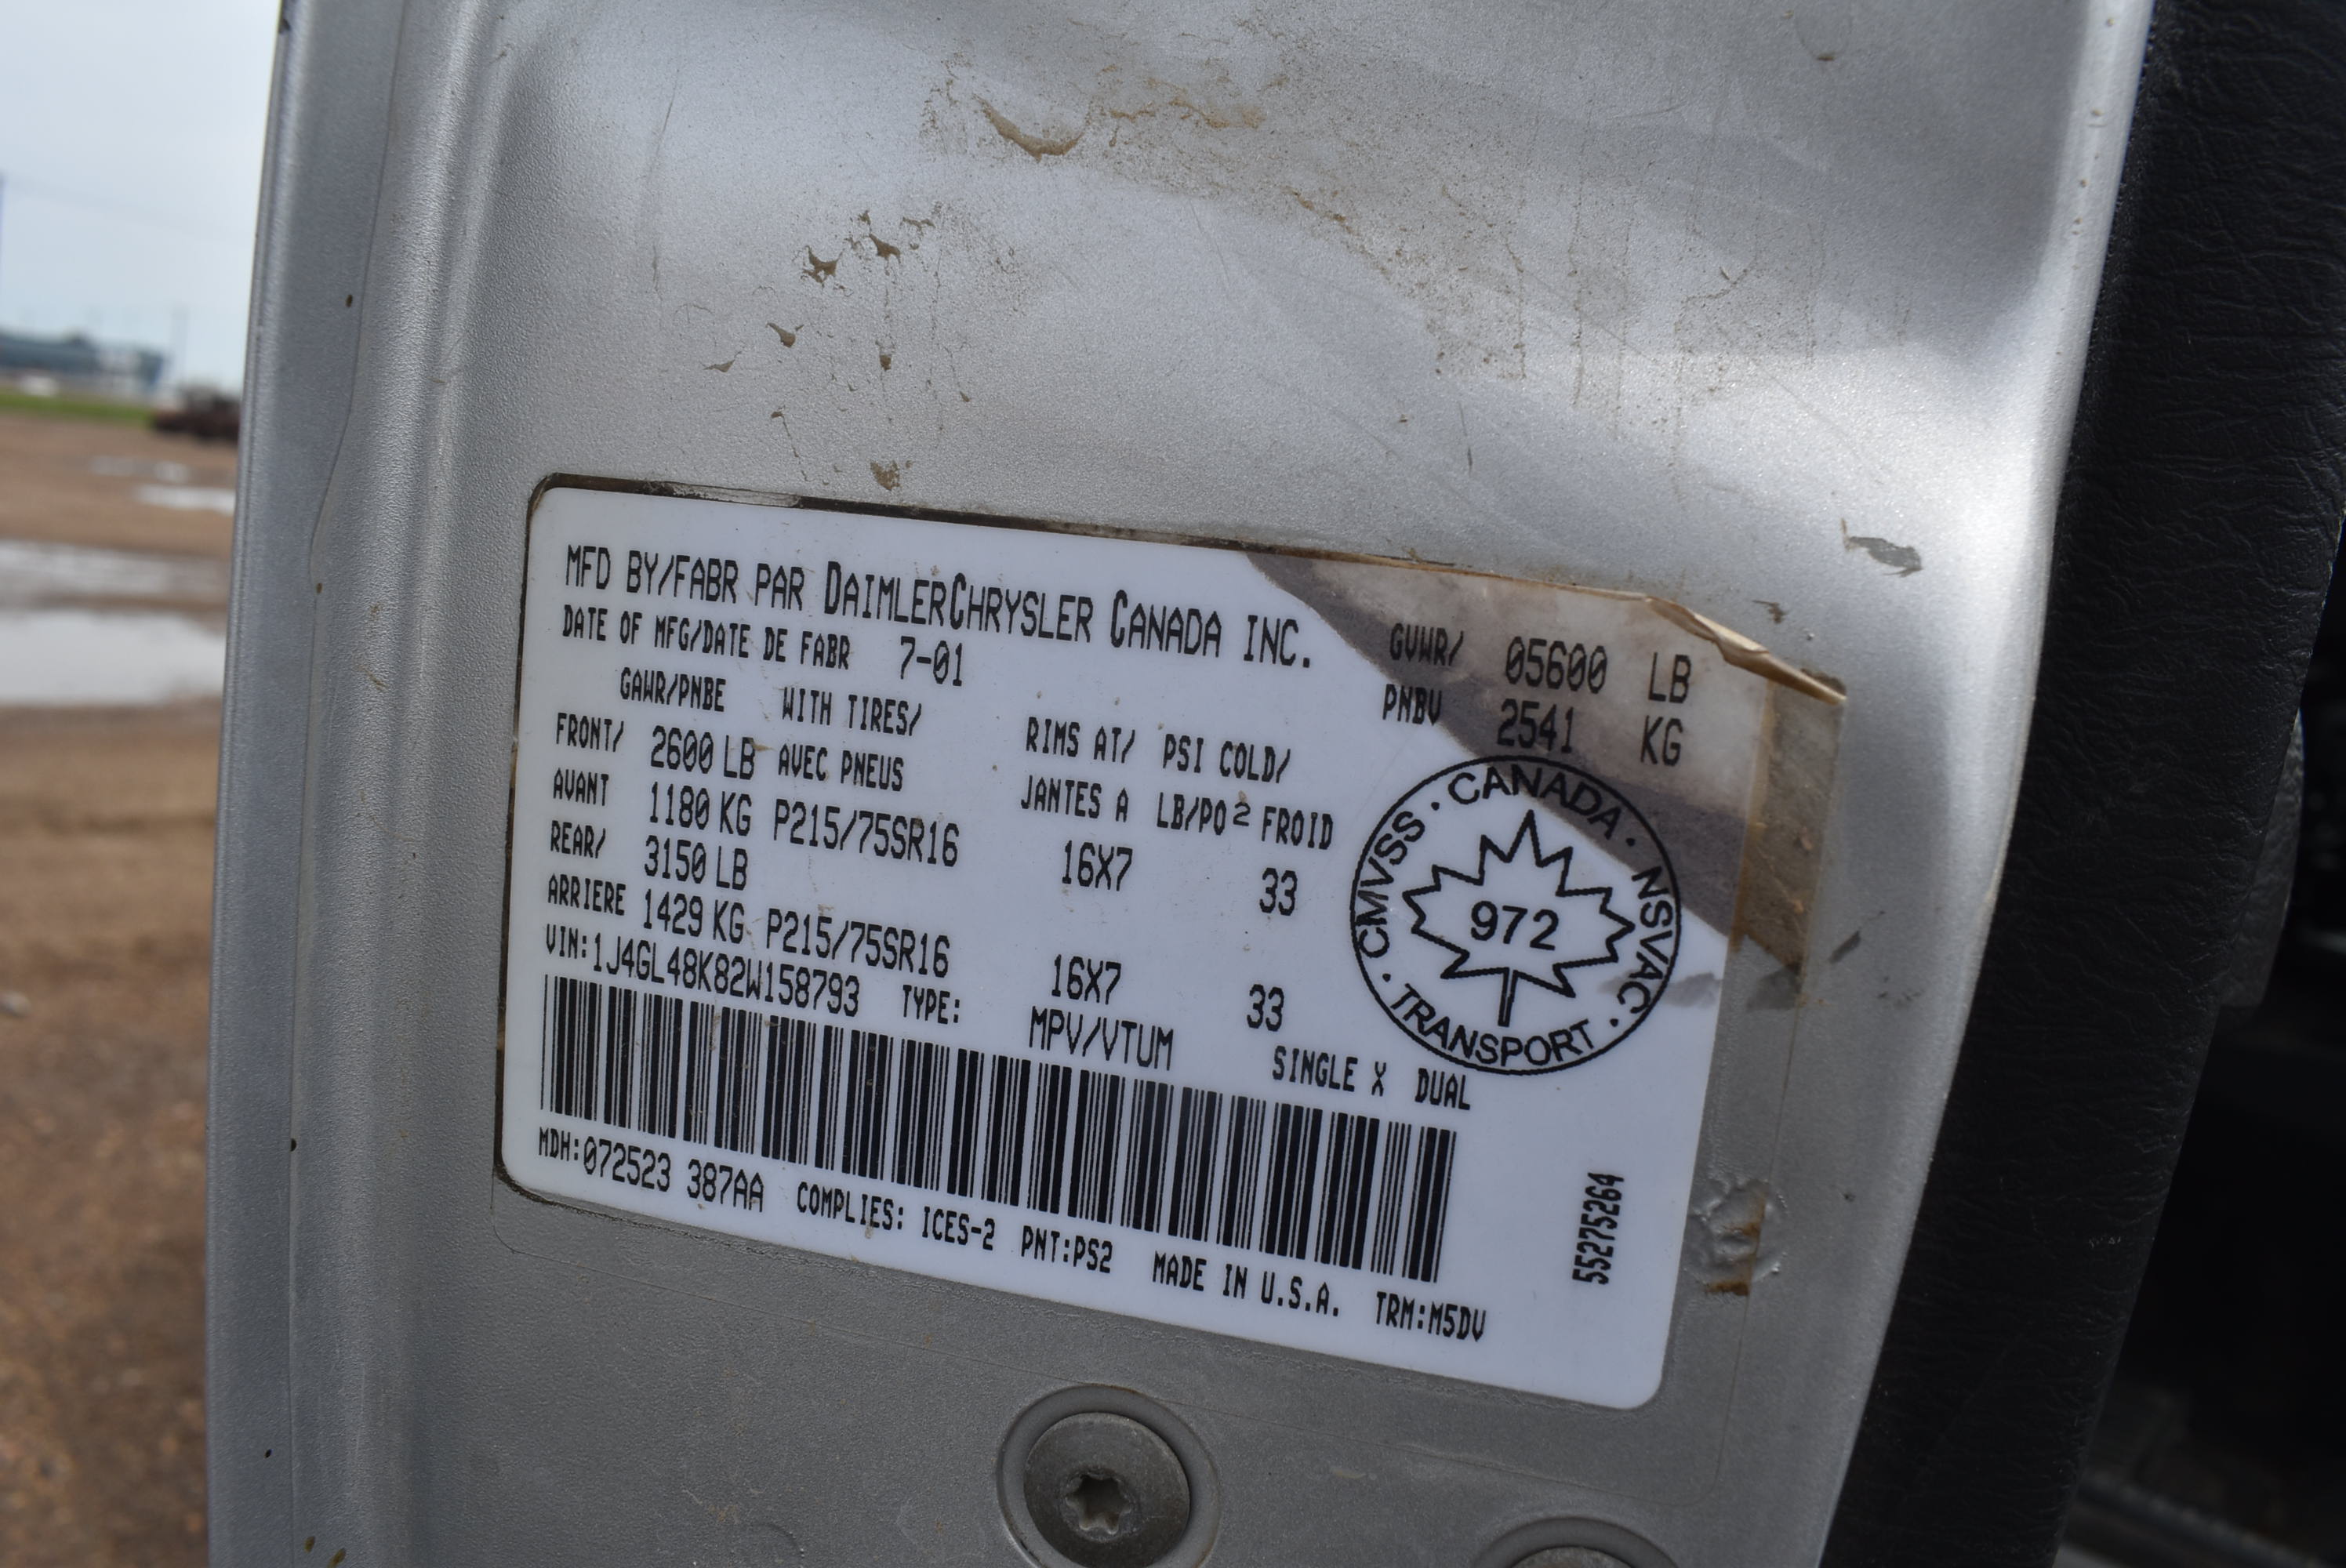 MFD BY/FABR PAR DAIMLERCHRYSLER CANADA INC.
DATE OF MFG/DATE DE FABR 7-01
GVWR/ 05600 LB
PNBV 2541 KG
GAWR/PNBE WITH TIRES/ RIMS AT/ PSI COLD/
FRONT/ 2600 LB AVEC PNEUS JANTES A LB/PO² FROID
AVANT 1180 KG P215/75SR16 16X7 33
REAR/ 3150 LB
ARRIERE 1429 KG P215/75SR16 16X7 33
VIN:1J4GL48K82W158793 TYPE: MPV/VTUM SINGLE X DUAL
CANADA · NSVAC · TRANSPORT · CMVSS ·
972
MDH:072523 387AA COMPLIES: ICES-2 PNT:PS2 MADE IN U.S.A. TRM:M5DV
55275264